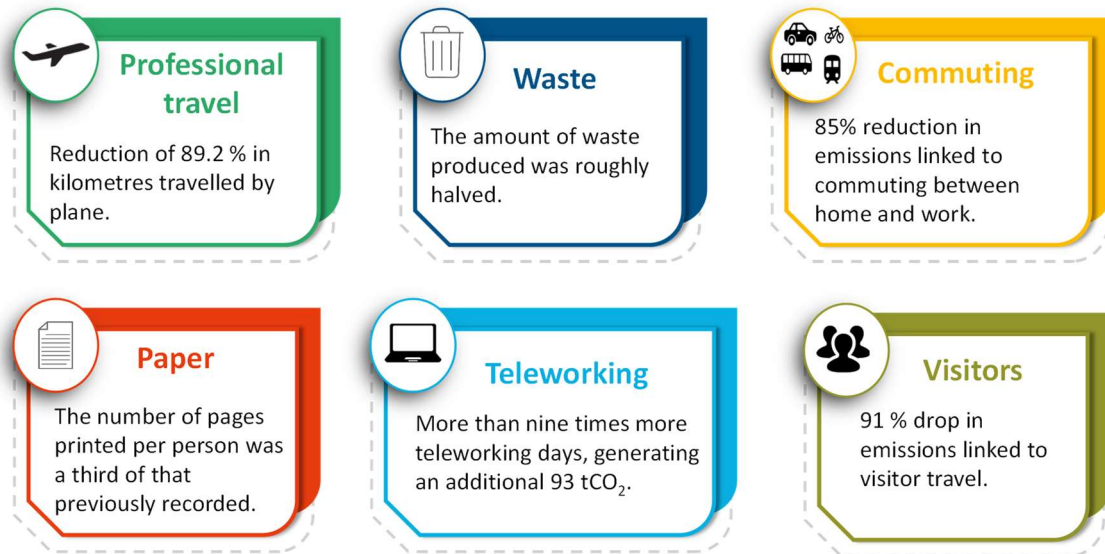 Professional
travel
Reduction of 89.2 % in
kilometres travelled by
plane.
Waste
The amount of waste
produced was roughly
halved.
Commuting
85% reduction in
emissions linked to
commuting between
home and work.
Paper
The number of pages
printed per person was
a third of that
previously recorded.
Teleworking
More than nine times more
teleworking days, generating
an additional 93 tCO₂.
Visitors
91 % drop in
emissions linked to
visitor travel.